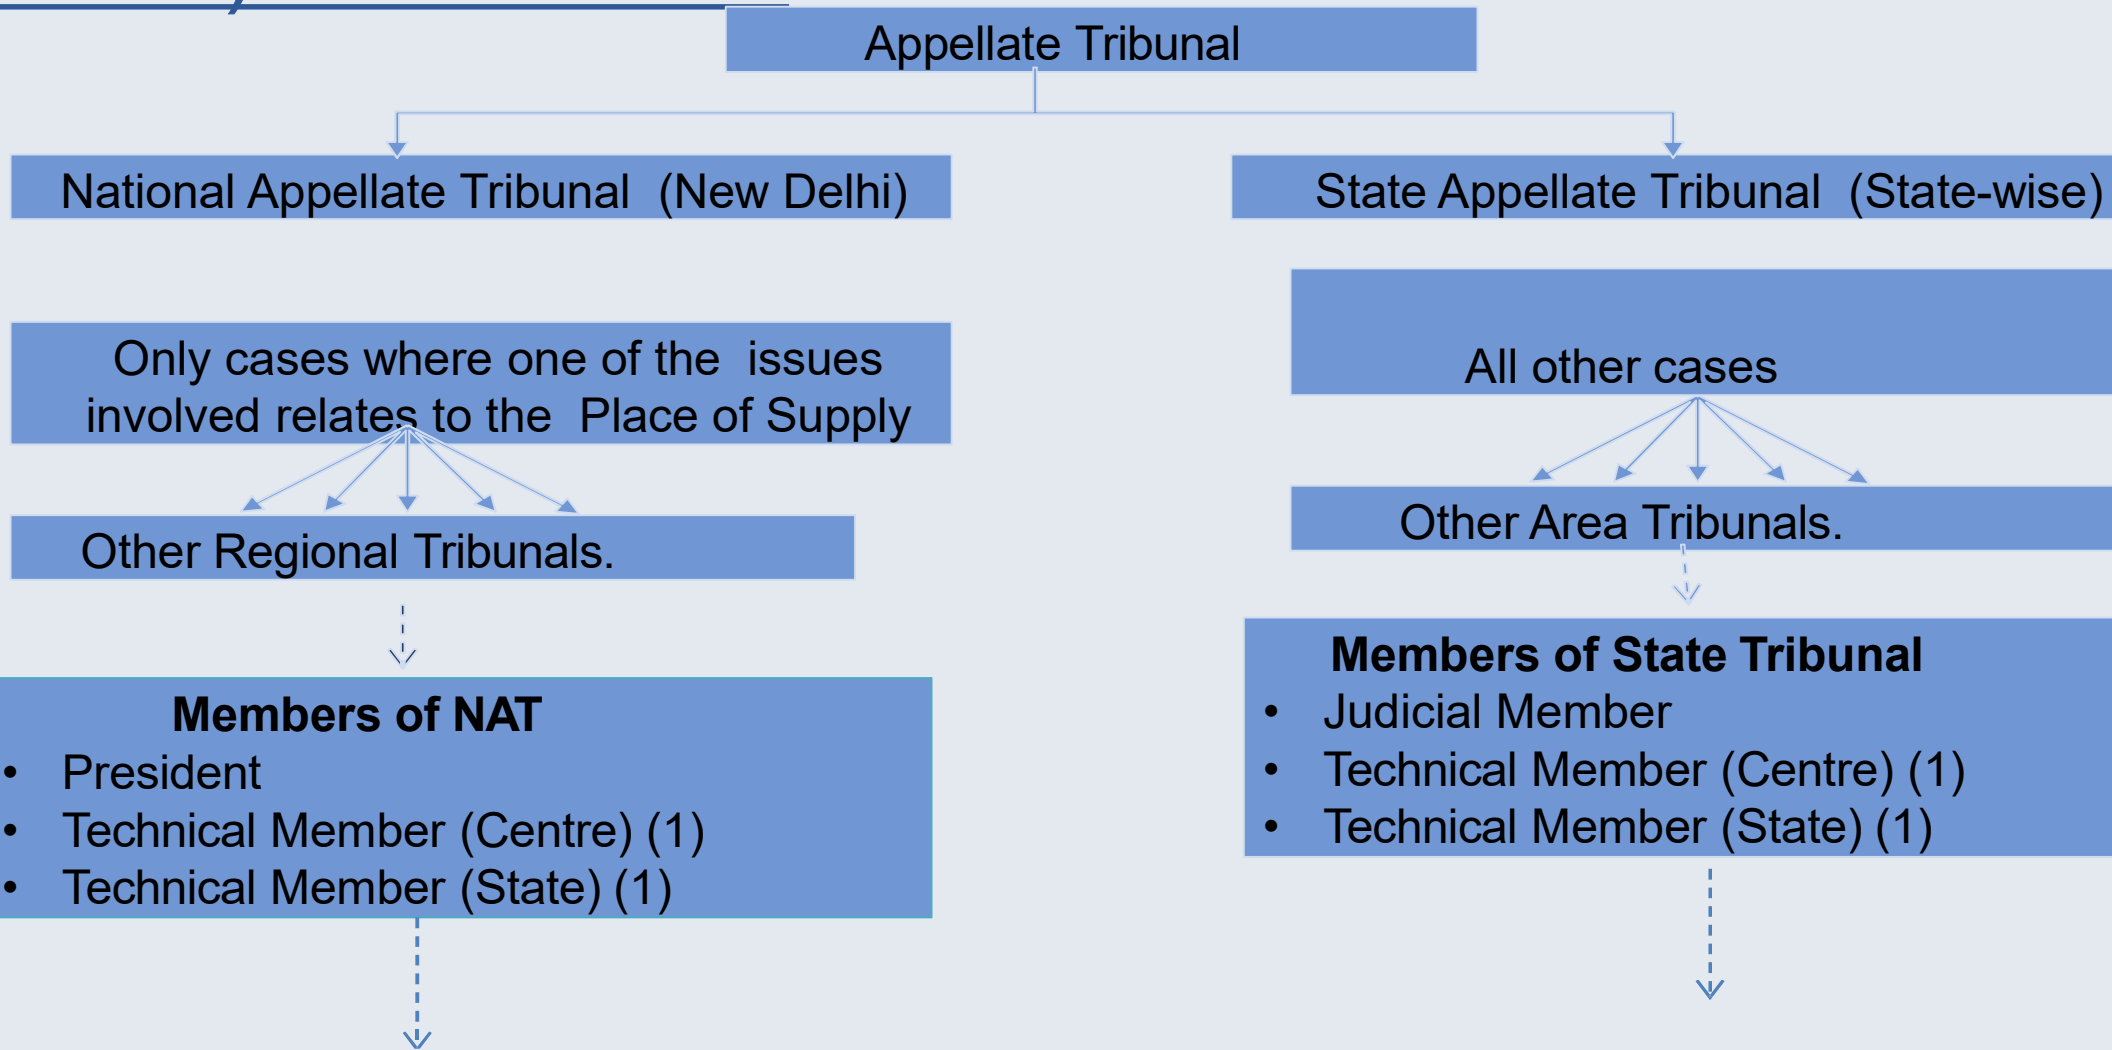 Appellate Tribunal
National Appellate Tribunal (New Delhi)
State Appellate Tribunal (State-wise)
Only cases where one of the issues
involved relates to the Place of Supply
All other cases
Other Regional Tribunals.
Other Area Tribunals.
Members of NAT
• President
• Technical Member (Centre) (1)
• Technical Member (State) (1)
Members of State Tribunal
• Judicial Member
• Technical Member (Centre) (1)
• Technical Member (State) (1)